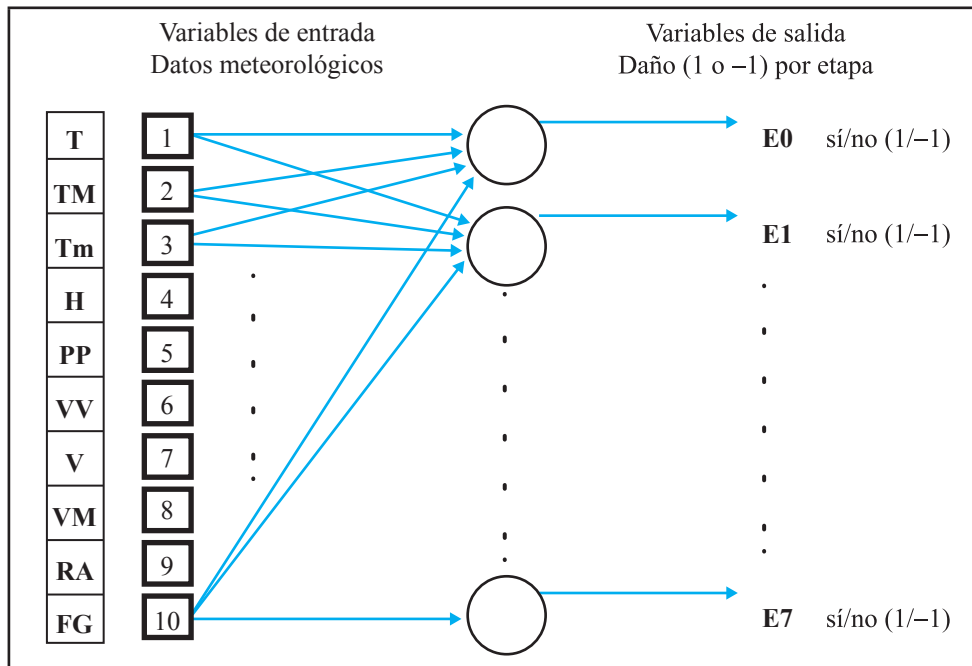 Variables de entrada
Datos meteorológicos
Variables de salida
Daño (1 o −1) por etapa
T 1
TM 2
Tm 3
H 4
PP 5
VV 6
V 7
VM 8
RA 9
FG 10
E0 sí/no (1/−1)
E1 sí/no (1/−1)
E7 sí/no (1/−1)